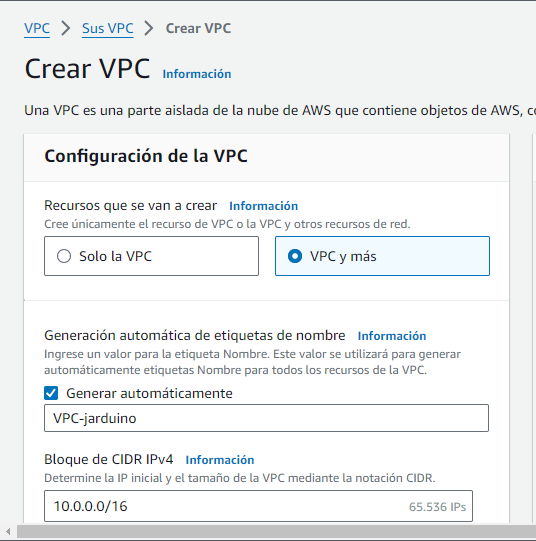 VPC > Sus VPC > Crear VPC
Crear VPC Información
Una VPC es una parte aislada de la nube de AWS que contiene objetos de AWS,
Configuración de la VPC
Recursos que se van a crear Información
Cree únicamente el recurso de VPC o la VPC y otros recursos de red.
Solo la VPC VPC y más
Generación automática de etiquetas de nombre Información
Ingrese un valor para la etiqueta Nombre. Este valor se utilizará para generar
automáticamente etiquetas Nombre para todos los recursos de la VPC.
Generar automáticamente
VPC-jarduino
Bloque de CIDR IPv4 Información
Determine la IP inicial y el tamaño de la VPC mediante la notación CIDR.
10.0.0.0/16 65.536 IPs